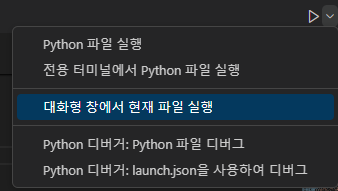 Python 파일 실행
전용 터미널에서 Python 파일 실행
대화형 창에서 현재 파일 실행
Python 디버거: Python 파일 디버그
Python 디버거: launch.json을 사용하여 디버그